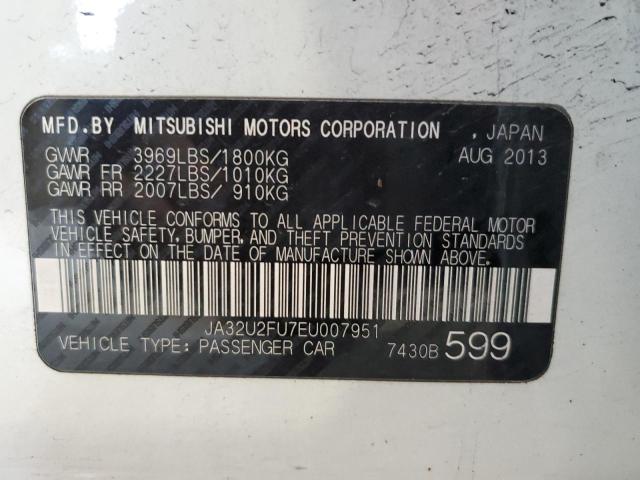 MFD.BY MITSUBISHI MOTORS CORPORATION , JAPAN
GVWR 3969LBS/1800KG AUG 2013
GAWR FR 2227LBS/1010KG
GAWR RR 2007LBS/ 910KG
THIS VEHICLE CONFORMS TO ALL APPLICABLE FEDERAL MOTOR
VEHICLE SAFETY, BUMPER, AND THEFT PREVENTION STANDARDS
IN EFFECT ON THE DATE OF MANUFACTURE SHOWN ABOVE.
JA32U2FU7EU007951
VEHICLE TYPE: PASSENGER CAR 7430B 599